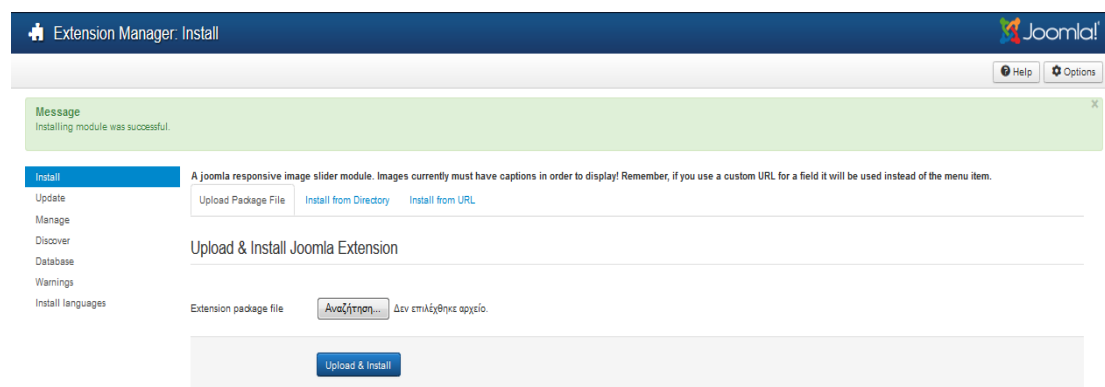 Extension Manager: Install
Joomla!
Help
Options
Message
X
Installing module was successful.
Install
Update
Manage
Discover
Database
Warnings
Install languages
A joomla responsive image slider module. Images currently must have captions in order to display! Remember, if you use a custom URL for a field it will be used instead of the menu item.
Upload Package File
Install from Directory
Install from URL
Upload & Install Joomla Extension
Extension package file
Αναζήτηση...
Δεν επιλέχθηκε αρχείο.
Upload & Install